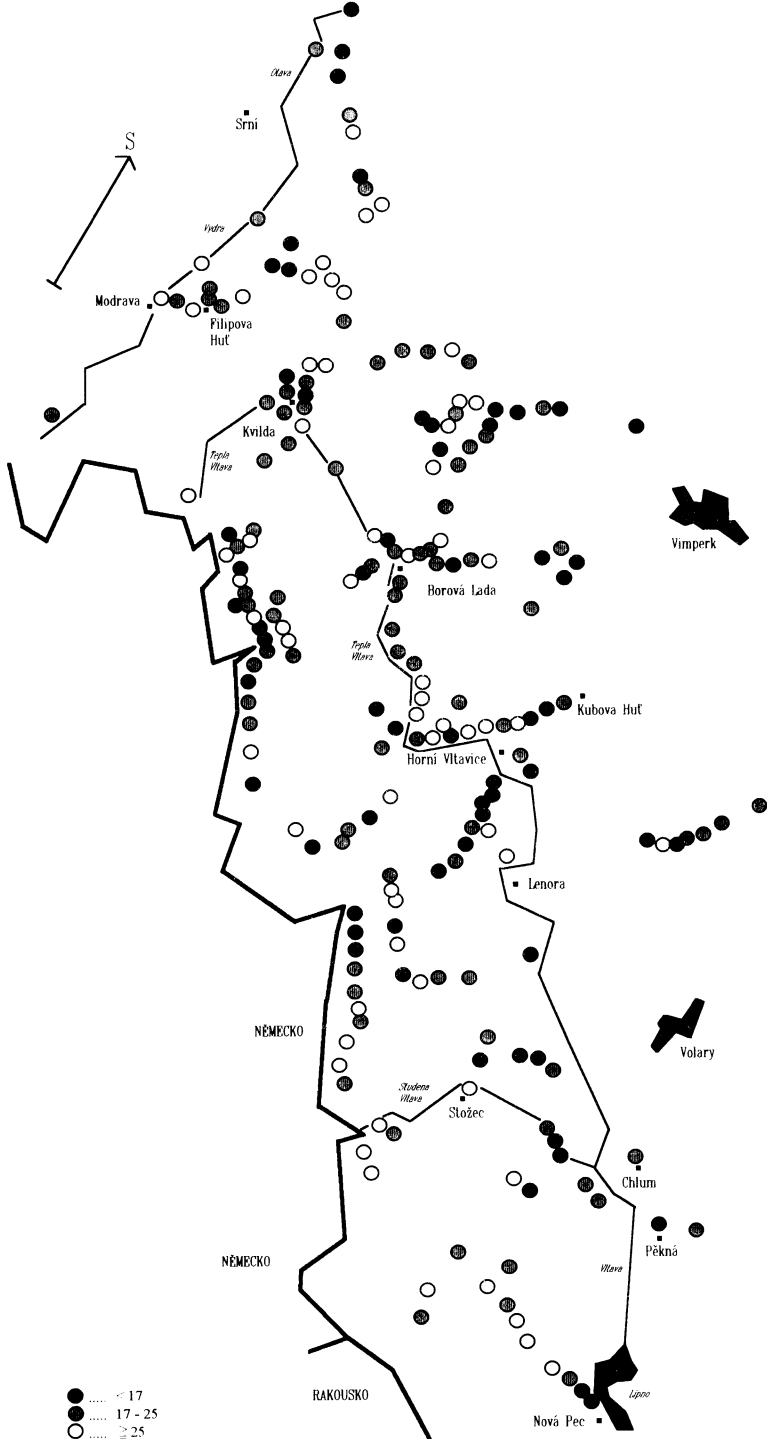 Otava
Srní
S
Vydra
Modrava
Filipova
Huť
Kvilda
Teplá
Vltava
Vimperk
Borová Lada
Teplá
Vltava
Kubova Huť
Horní Vltavice
Lenora
NĚMECKO
Volary
Studená
Vltava
Stožec
Chlum
Pěkná
NĚMECKO
Vltava
RAKOUSKO
Lipno
Nová Pec
..... < 17
..... 17 - 25
..... ≧ 25